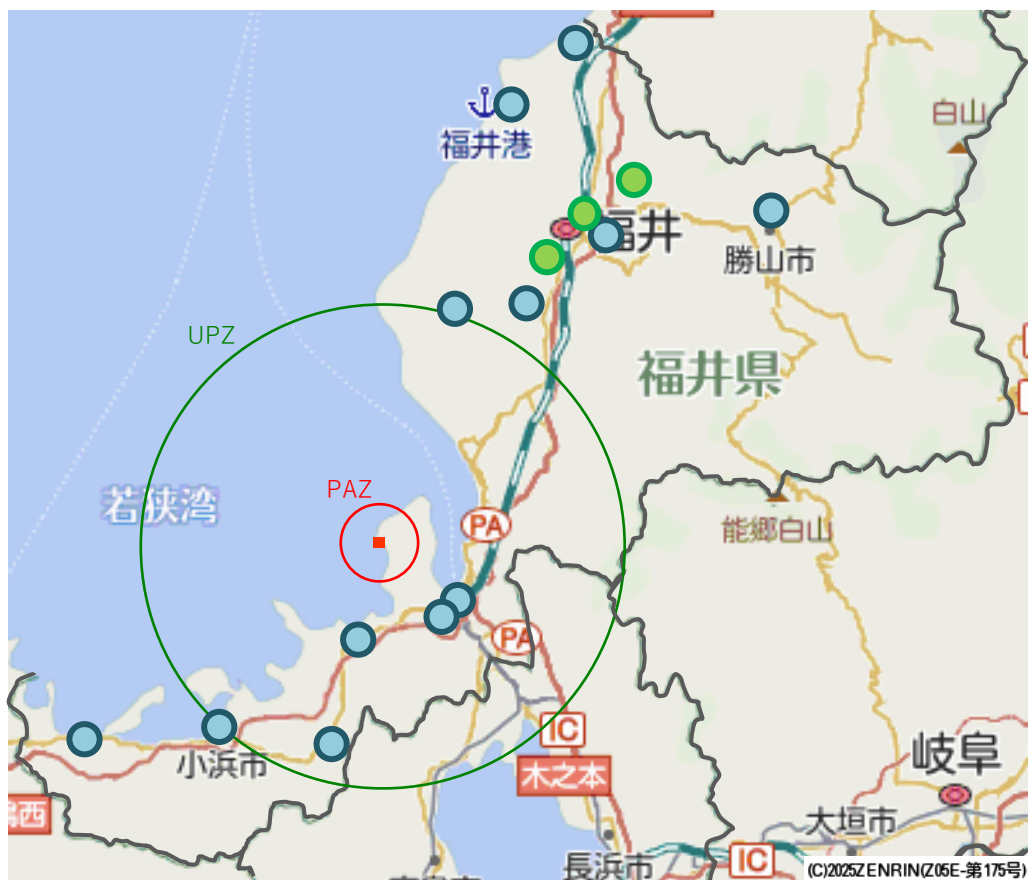 白山
福井港
福井
勝山市
UPZ
福井県
PAZ
若狭湾
PA
能郷白山
PA
IC
小浜市
岐阜
木之本
西
大垣市
長浜市
IC
(C)2025ZENRIN(Z05E-第175号)